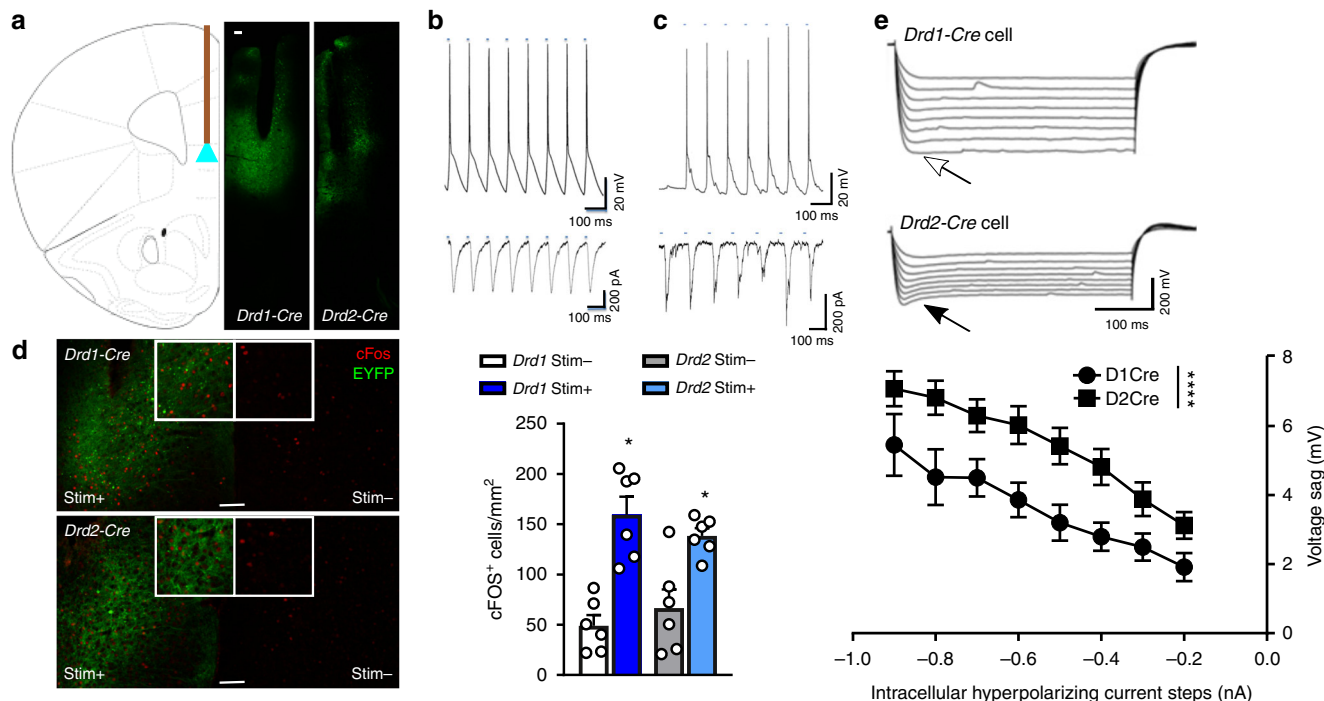 a
Drd1-Cre
Drd2-Cre
b
20 mV
100 ms
200 pA
100 ms
c
20 mV
100 ms
200 pA
100 ms
d
Drd1-Cre
cFos
EYFP
Stim+
Stim–
Drd2-Cre
Stim+
Stim–
Drd1 Stim–
Drd2 Stim–
Drd1 Stim+
Drd2 Stim+
250
200
150
100
50
0
cFOS⁺ cells/mm²
*
*
e
Drd1-Cre cell
Drd2-Cre cell
200 mV
100 ms
D1Cre
D2Cre
****
8
6
4
2
0
Voltage sag (mV)
–1.0
–0.8
–0.6
–0.4
–0.2
0.0
Intracellular hyperpolarizing current steps (nA)